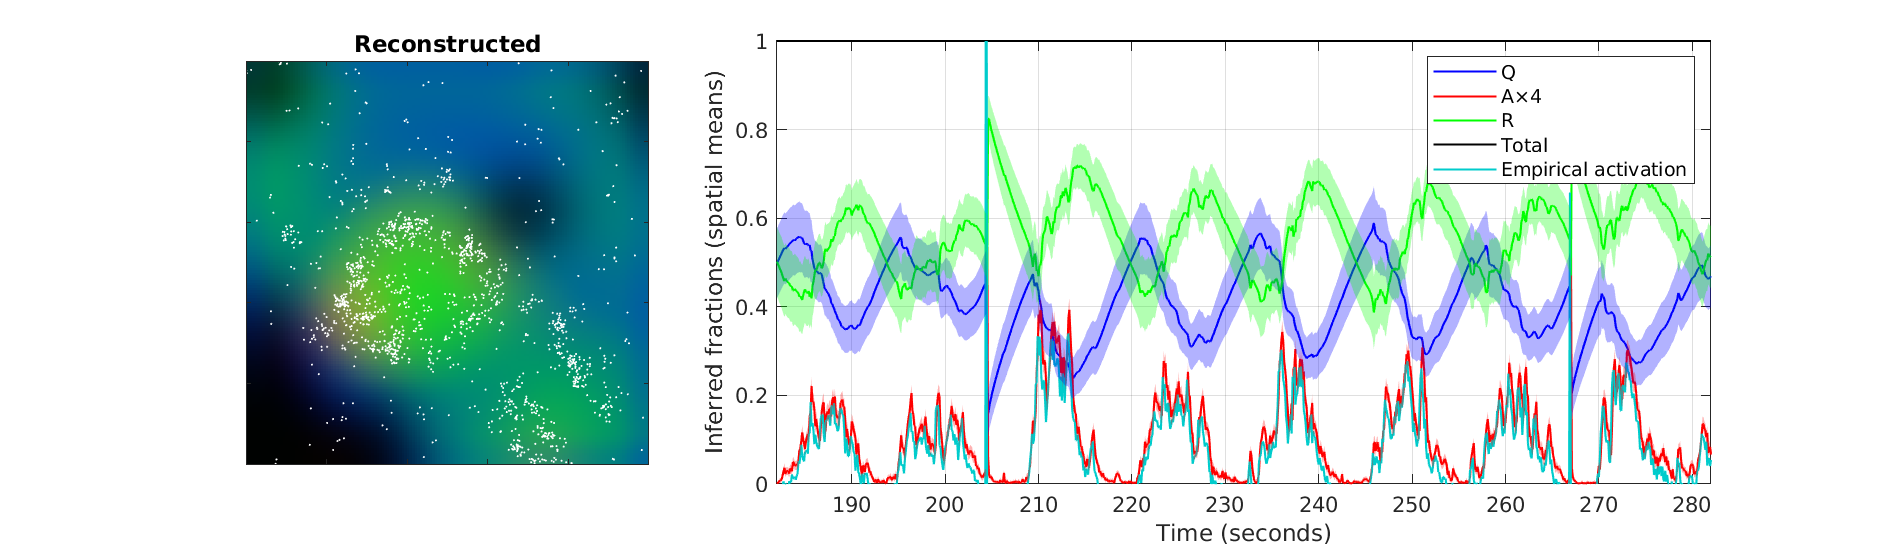 Reconstructed
Inferred fractions (spatial means)
1
0.8
0.6
0.4
0.2
0
Q
A×4
R
Total
Empirical activation
190 200 210 220 230 240 250 260 270 280
Time (seconds)